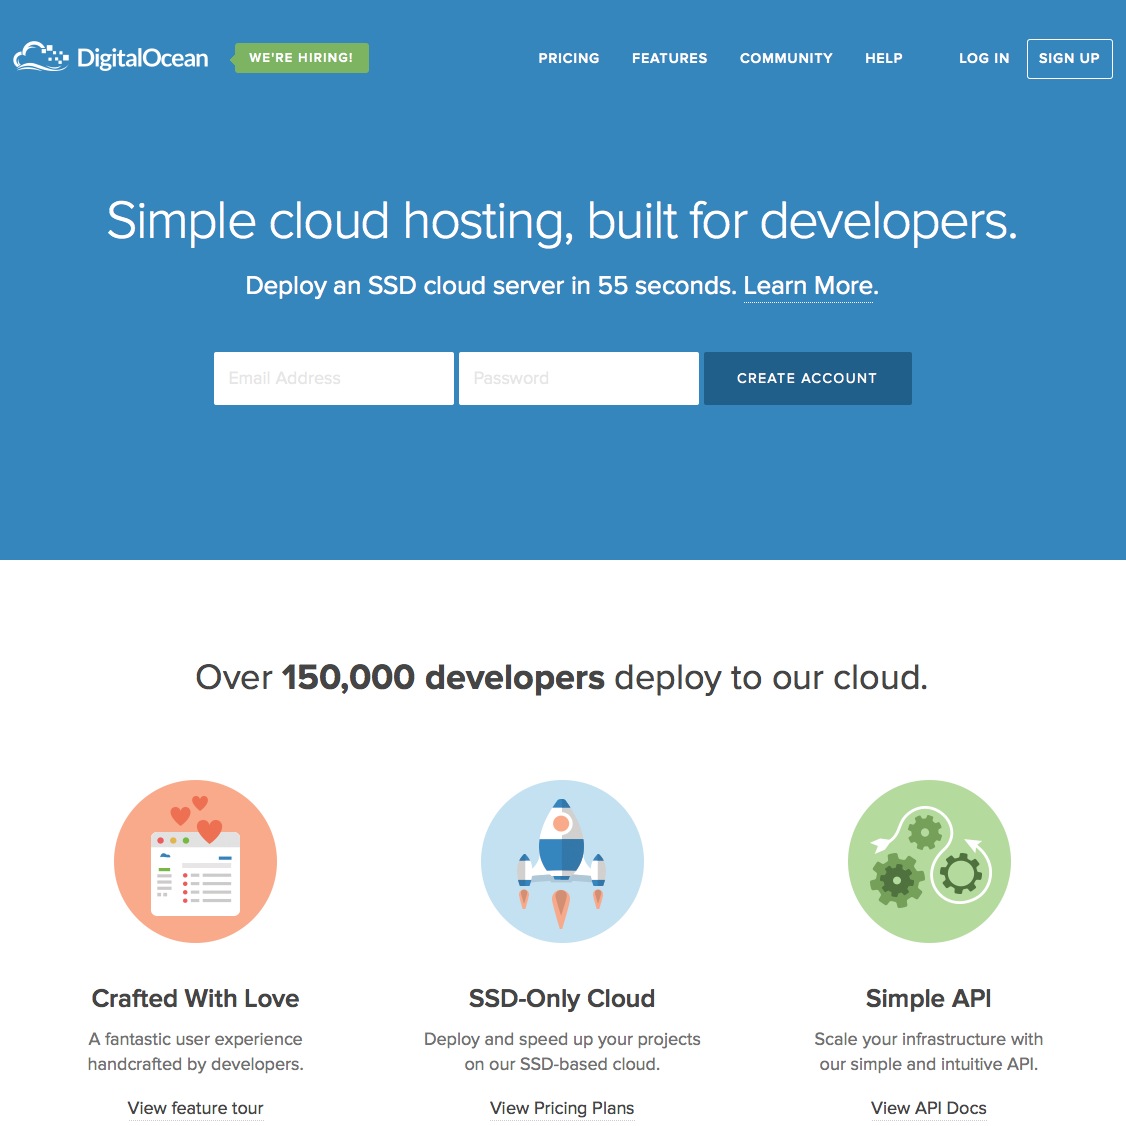 DigitalOcean WE'RE HIRING! PRICING FEATURES COMMUNITY HELP LOG IN SIGN UP
Simple cloud hosting, built for developers.
Deploy an SSD cloud server in 55 seconds. Learn More.
Email Address Password CREATE ACCOUNT
Over 150,000 developers deploy to our cloud.
Crafted With Love
A fantastic user experience
handcrafted by developers.
View feature tour
SSD-Only Cloud
Deploy and speed up your projects
on our SSD-based cloud.
View Pricing Plans
Simple API
Scale your infrastructure with
our simple and intuitive API.
View API Docs